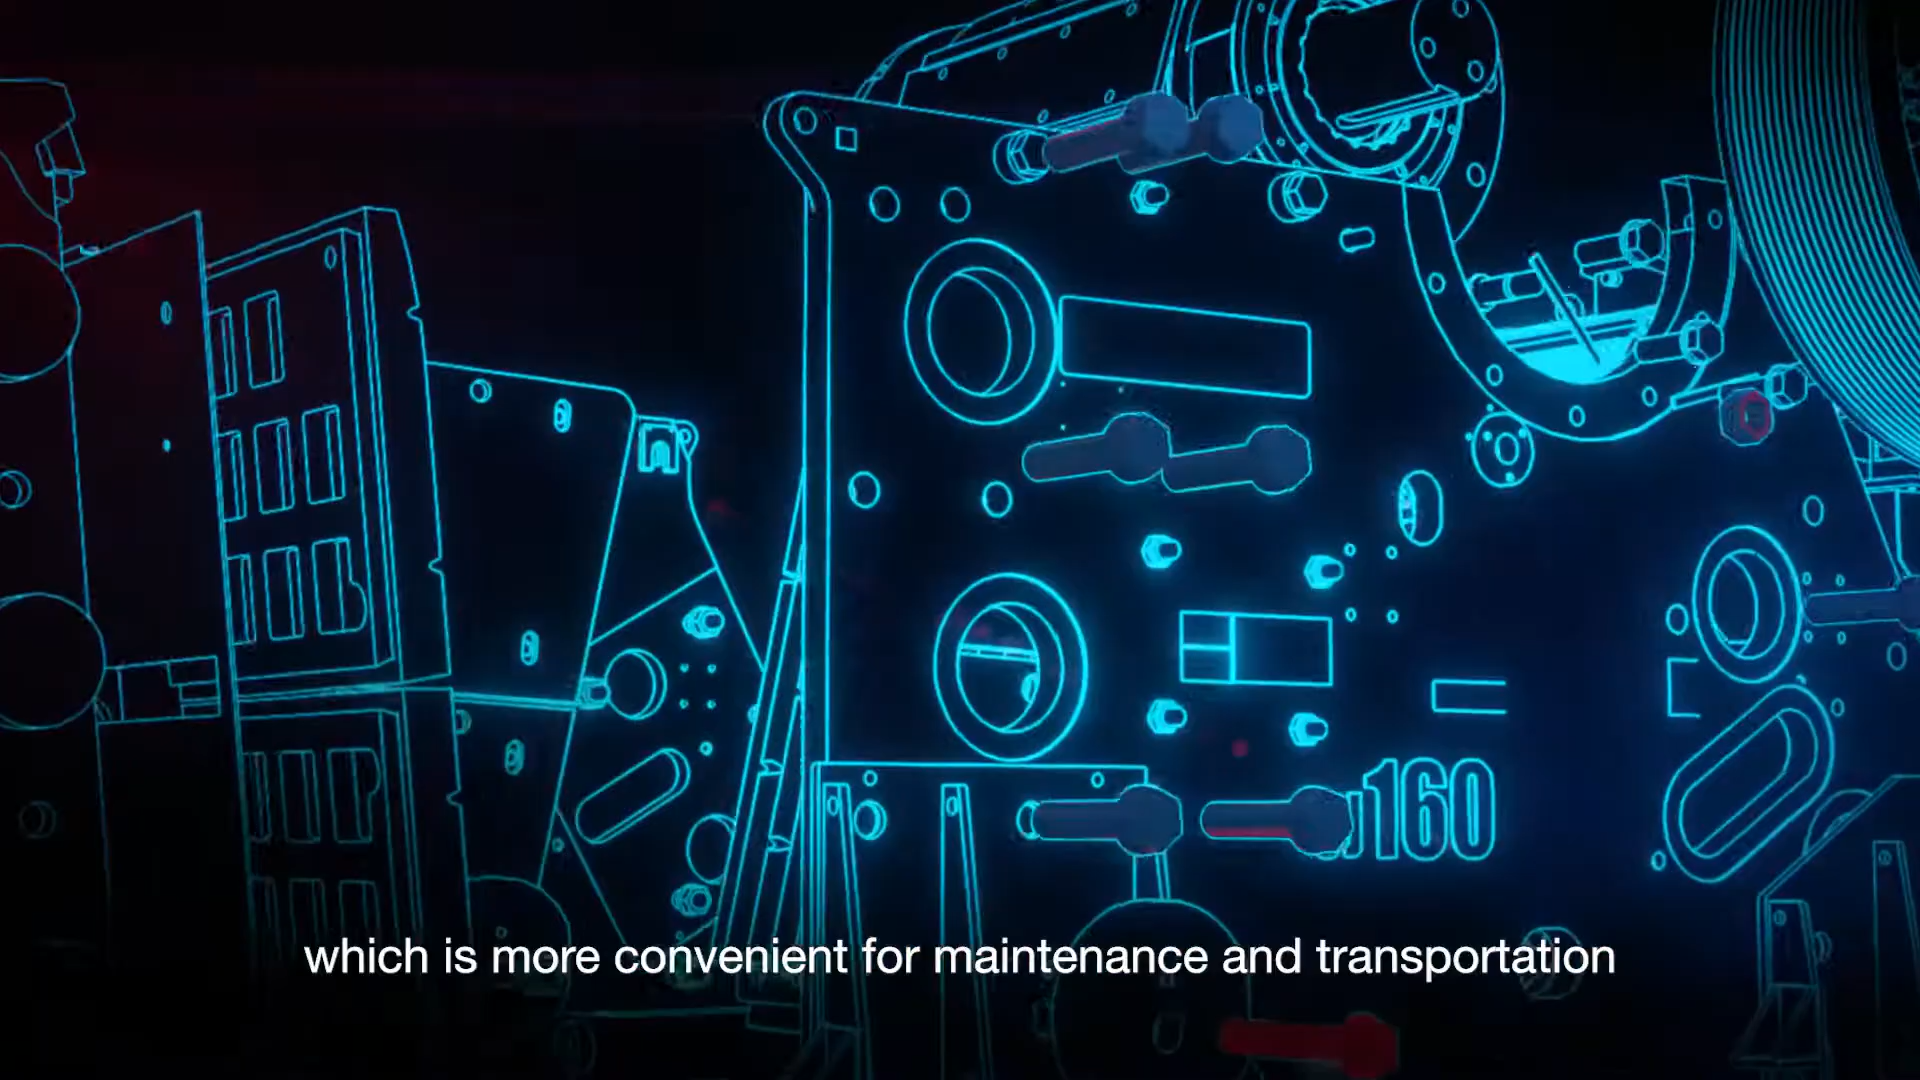 160
which is more convenient for maintenance and transportation